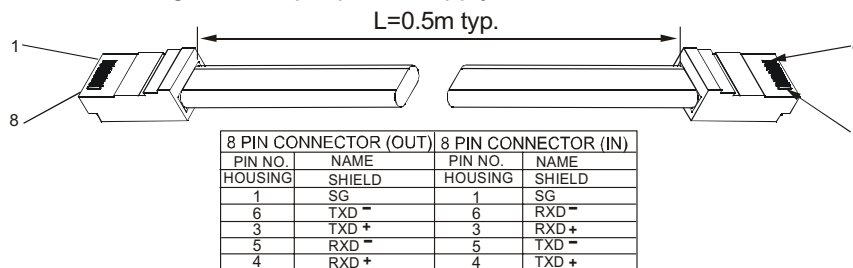 L=0.5m typ.
1
8
8 PIN CONNECTOR (OUT) 8 PIN CONNECTOR (IN)
PIN NO. NAME PIN NO. NAME
HOUSING SHIELD HOUSING SHIELD
1 SG 1 SG
6 TXD - 6 RXD -
3 TXD + 3 RXD +
5 RXD - 5 TXD -
4 RXD + 4 TXD +